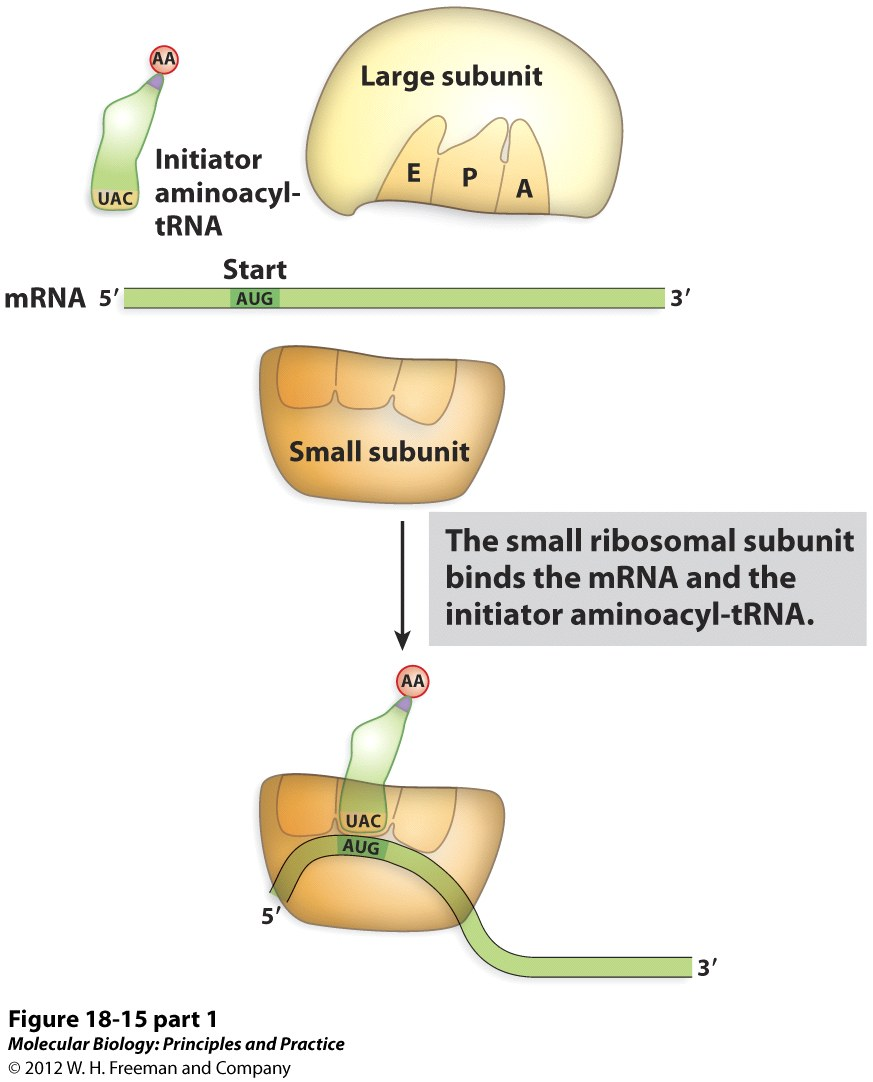 AA
Large subunit
E
P
A
Initiator
aminoacyl-
tRNA
UAC
Start
mRNA 5′ AUG 3′
Small subunit
The small ribosomal subunit
binds the mRNA and the
initiator aminoacyl-tRNA.
AA
UAC
AUG
5′
3′
Figure 18-15 part 1
Molecular Biology: Principles and Practice
© 2012 W. H. Freeman and Company